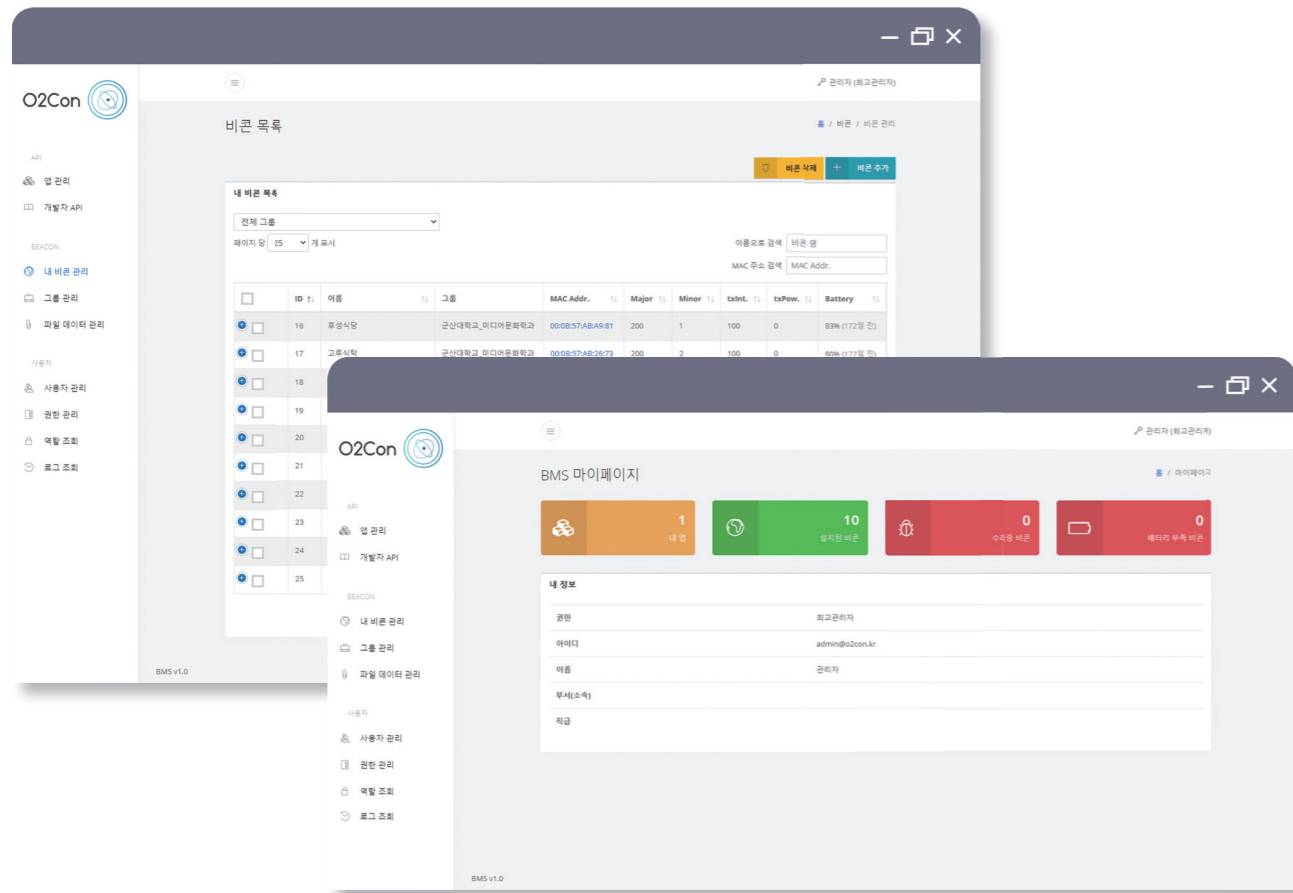 O2Con
관리자 (최고관리자)
비콘 목록
홈 / 비콘 / 비콘 관리
API
앱 관리
개발자 API
BEACON
내 비콘 관리
그룹 관리
파일 데이터 관리
사용자
사용자 관리
권한 관리
역할 조회
로그 조회
비콘 삭제
비콘 추가
내 비콘 목록
전체 그룹
페이지 당 25 개 표시
이름으로 검색 비콘 명
MAC 주소 검색 MAC Addr.
ID 이름 그룹 MAC Addr. Major Minor txInt. txPow. Battery
16 후성식당 군산대학교_미디어문화학과 00:0B:57:AB:A9:81 200 1 100 0 83% (172일 전)
17 고루식탁 군산대학교_미디어문화학과 00:0B:57:AB:26:73 200 2 100 0 80% (172일 전)
18
19
20
21
22
23
24
25
BMS v1.0
O2Con
관리자 (최고관리자)
BMS 마이페이지
홈 / 마이페이지
API
앱 관리
개발자 API
BEACON
내 비콘 관리
그룹 관리
파일 데이터 관리
사용자
사용자 관리
권한 관리
역할 조회
로그 조회
1
내 앱
10
설치된 비콘
0
수리중 비콘
0
배터리 부족 비콘
내 정보
권한 최고관리자
아이디 admin@o2con.kr
이름 관리자
부서(소속)
직급
BMS v1.0